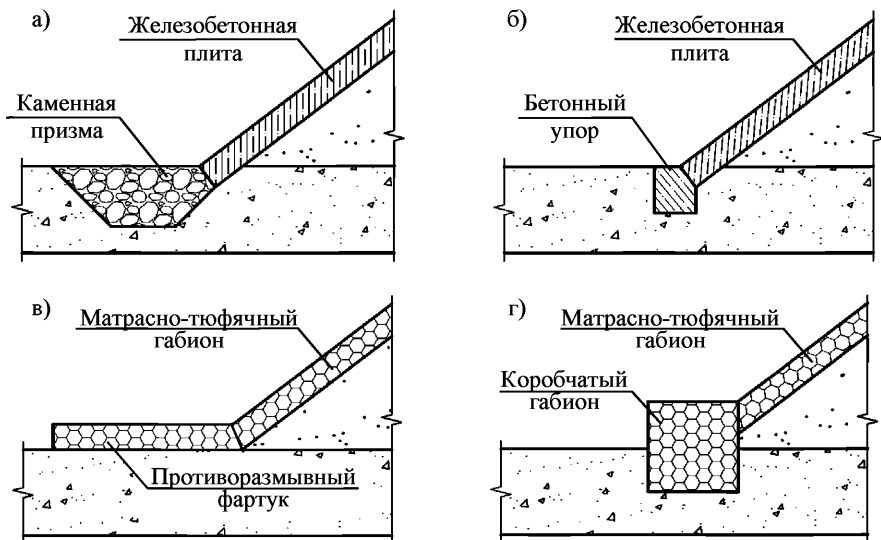 а)
Железобетонная
плита
Каменная
призма
б)
Железобетонная
плита
Бетонный
упор
в)
Матрасно-тюфячный
габион
Противоразмывный
фартук
г)
Матрасно-тюфячный
габион
Коробчатый
габион